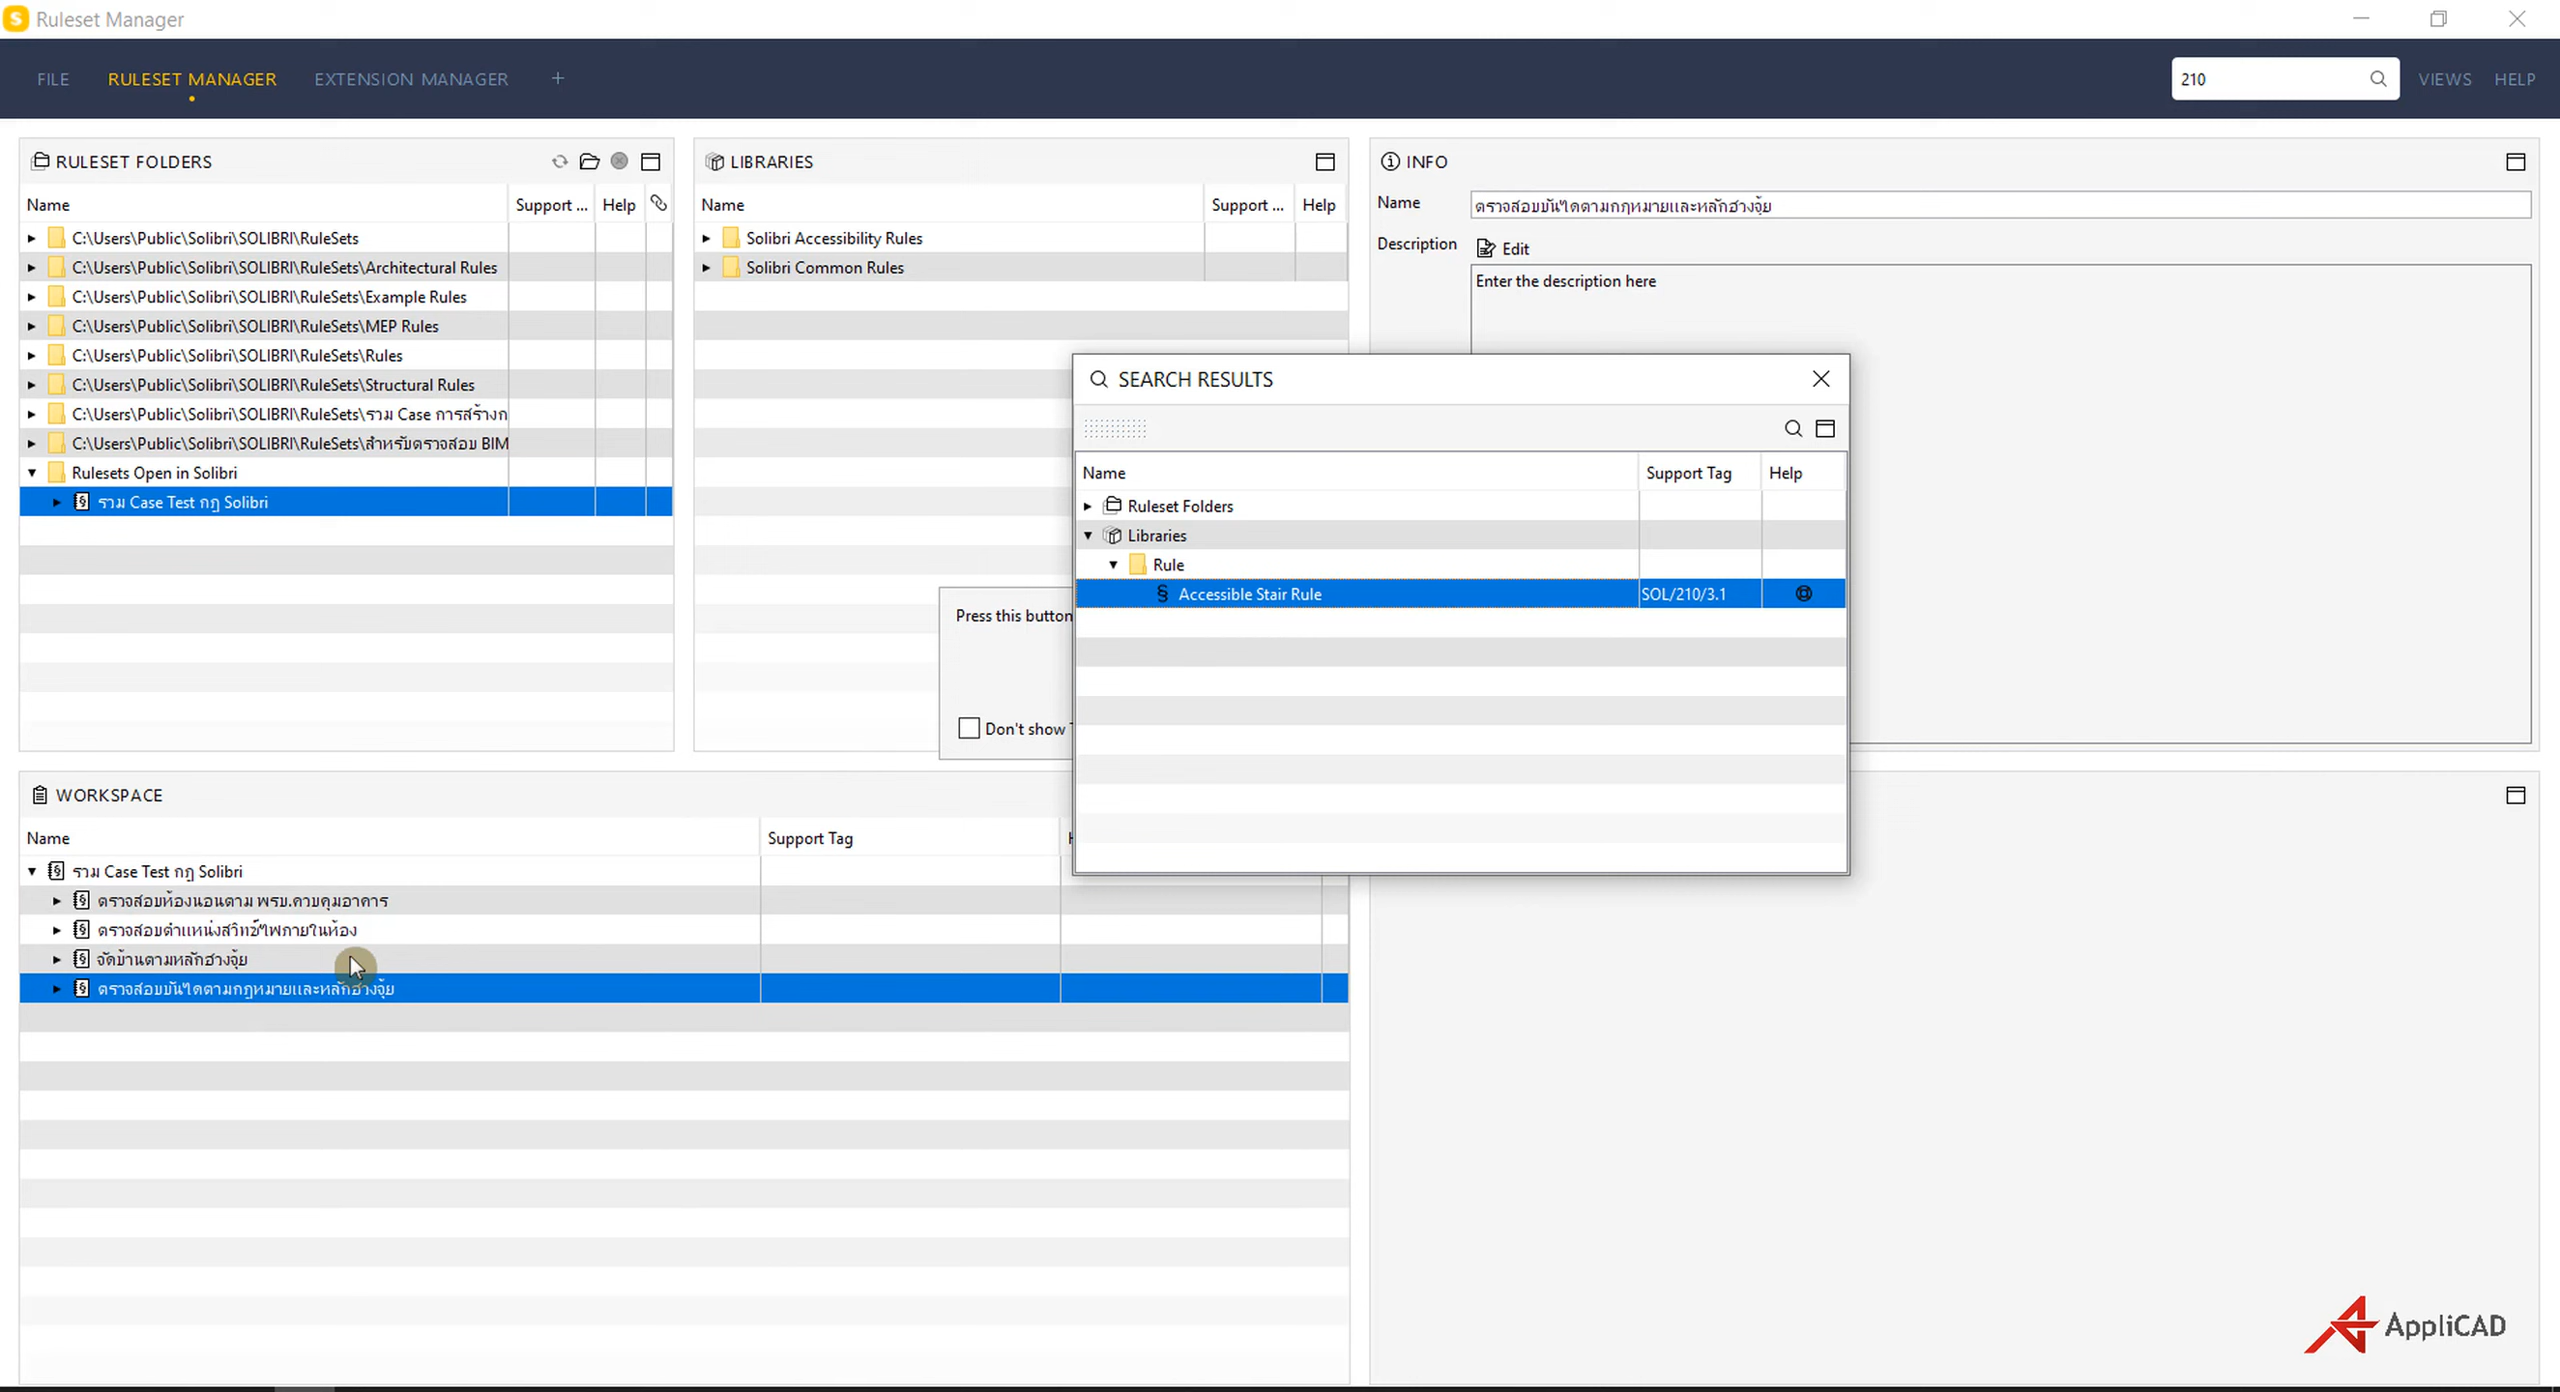 Ruleset Manager
FILE RULESET MANAGER EXTENSION MANAGER + 210 VIEWS HELP
RULESET FOLDERS
Name Support ... Help
C:\Users\Public\Solibri\SOLIBRI\RuleSets
C:\Users\Public\Solibri\SOLIBRI\RuleSets\Architectural Rules
C:\Users\Public\Solibri\SOLIBRI\RuleSets\Example Rules
C:\Users\Public\Solibri\SOLIBRI\RuleSets\MEP Rules
C:\Users\Public\Solibri\SOLIBRI\RuleSets\Rules
C:\Users\Public\Solibri\SOLIBRI\RuleSets\Structural Rules
C:\Users\Public\Solibri\SOLIBRI\RuleSets\รวม Case การสร้างก
C:\Users\Public\Solibri\SOLIBRI\RuleSets\สำหรับตรวจสอบ BIM
Rulesets Open in Solibri
รวม Case Test กฎ Solibri
LIBRARIES
Name Support ... Help
Solibri Accessibility Rules
Solibri Common Rules
Press this button
Don't show
INFO
Name ตรวจสอบบันไดตามกฎหมายและหลักฮวงจุ้ย
Description Edit
Enter the description here
SEARCH RESULTS
Name Support Tag Help
Ruleset Folders
Libraries
Rule
§ Accessible Stair Rule SOL/210/3.1
WORKSPACE
Name Support Tag
รวม Case Test กฎ Solibri
ตรวจสอบห้องนอนตาม พรบ.ควบคุมอาคาร
ตรวจสอบตำแหน่งสวิทช์ไฟภายในห้อง
จัดบ้านตามหลักฮวงจุ้ย
ตรวจสอบบันไดตามกฎหมายและหลักฮวงจุ้ย
AppliCAD